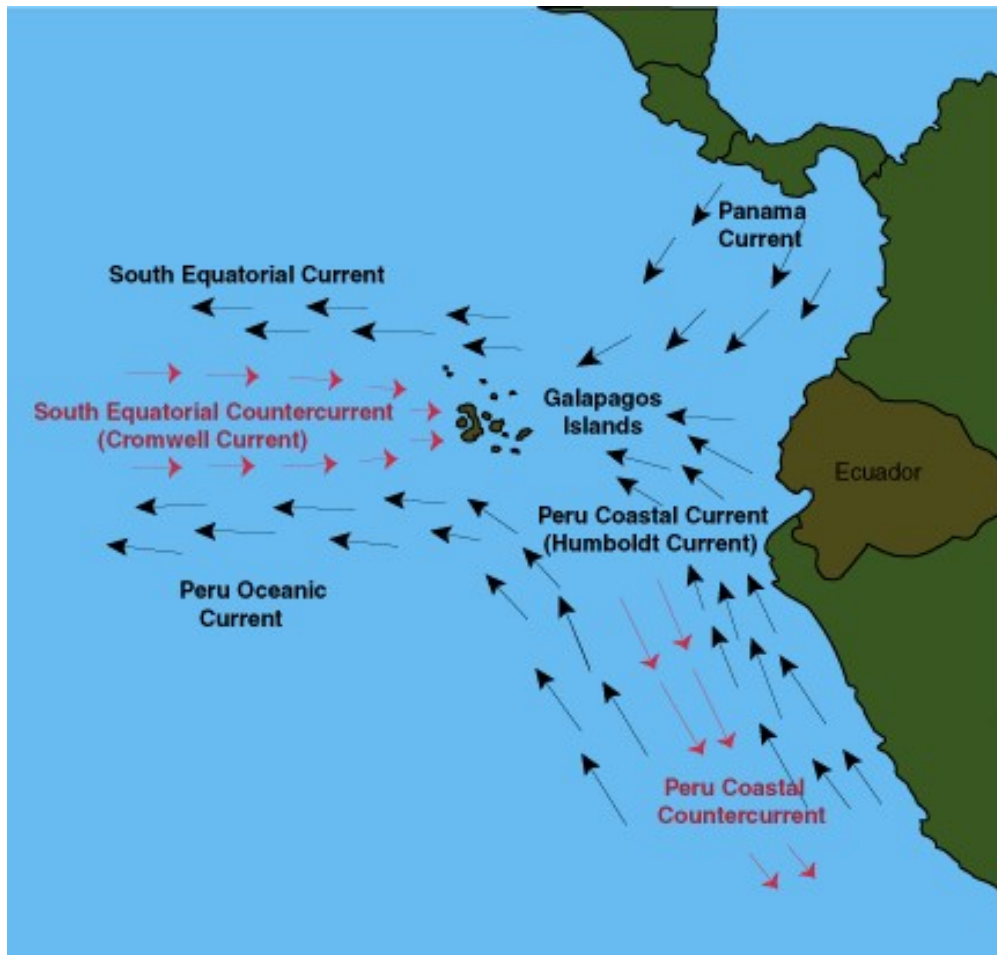 Panama
Current
South Equatorial Current
Galapagos
Islands
South Equatorial Countercurrent
(Cromwell Current)
Ecuador
Peru Coastal Current
(Humboldt Current)
Peru Oceanic
Current
Peru Coastal
Countercurrent